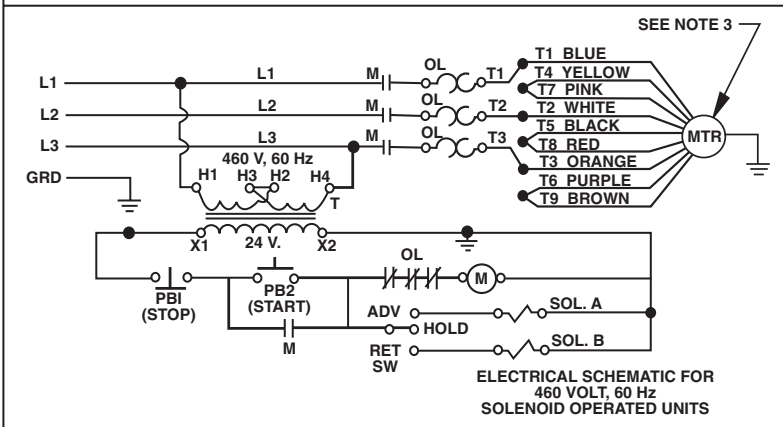 SEE NOTE 3
L1 L1 M OL T1 T1 BLUE
T4 YELLOW
T7 PINK
L2 L2 M OL T2 T2 WHITE
T5 BLACK
MTR
T8 RED
L3 L3 M OL T3 T3 ORANGE
460 V, 60 Hz
T6 PURPLE
GRD H1 H3 H2 H4 T
T9 BROWN
X1 24 V. X2
PBI
(STOP)
PB2
(START)
OL
M
M
ADV SOL. A
HOLD
RET SOL. B
SW
ELECTRICAL SCHEMATIC FOR
460 VOLT, 60 Hz
SOLENOID OPERATED UNITS